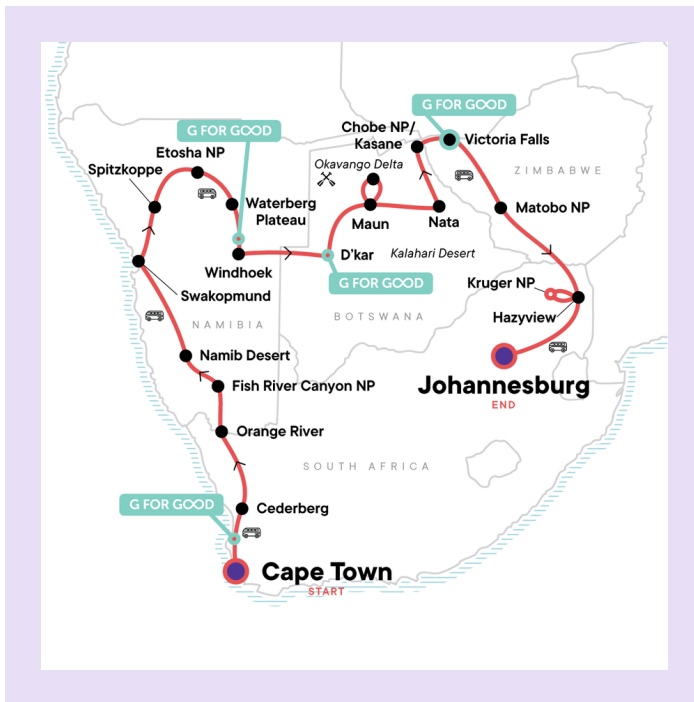 G FOR GOOD
Chobe NP/
Kasane
Victoria Falls
G FOR GOOD
Etosha NP
Okavango Delta
ZIMBABWE
Spitzkoppe
Waterberg
Plateau
Maun
Nata
Matobo NP
D'kar
Kalahari Desert
Windhoek
G FOR GOOD
Kruger NP
Swakopmund
Hazyview
NAMIBIA
BOTSWANA
Namib Desert
Johannesburg
END
Fish River Canyon NP
Orange River
SOUTH AFRICA
G FOR GOOD
Cederberg
Cape Town
START